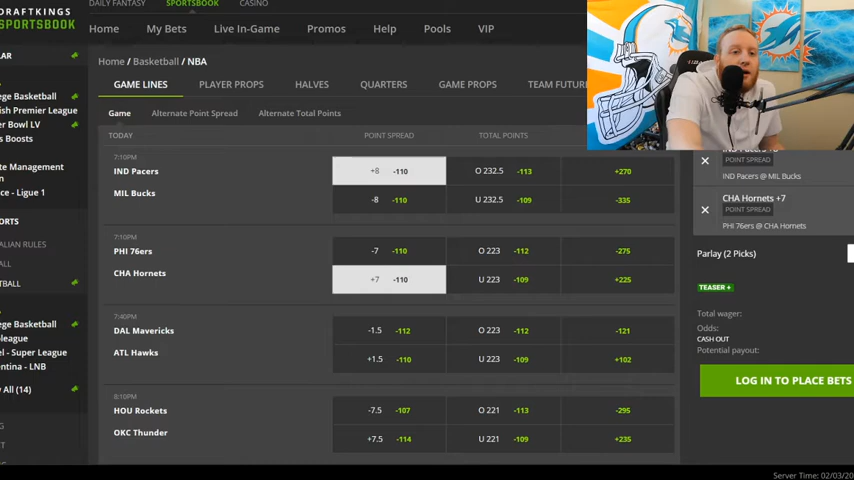 DRAFTKINGS
SPORTSBOOK
DAILY FANTASY SPORTSBOOK CASINO
Home My Bets Live In-Game Promos Help Pools VIP
Home / Basketball / NBA
GAME LINES PLAYER PROPS HALVES QUARTERS GAME PROPS TEAM FUTU
Game Alternate Point Spread Alternate Total Points
TODAY POINT SPREAD TOTAL POINTS
7:10PM
IND Pacers +8 -110 O 232.5 -113 +270
MIL Bucks -8 -110 U 232.5 -109 -335
7:10PM
PHI 76ers -7 -110 O 223 -112 -275
CHA Hornets +7 -110 U 223 -109 +225
7:40PM
DAL Mavericks -1.5 -112 O 223 -112 -121
ATL Hawks +1.5 -110 U 223 -109 +102
8:10PM
HOU Rockets -7.5 -107 O 221 -113 -295
OKC Thunder +7.5 -114 U 221 -109 +235
LAR
ege Basketball
ish Premier League
er Bowl LV
s Boosts
te Management
n
ce - Ligue 1
ORTS
ALIAN RULES
ALL
TBALL
ege Basketball
league
el - Super League
entina - LNB
y All (14)
POINT SPREAD
IND Pacers @ MIL Bucks
CHA Hornets +7
POINT SPREAD
PHI 76ers @ CHA Hornets
Parlay (2 Picks)
TEASER +
Total wager:
Odds:
CASH OUT
Potential payout:
LOG IN TO PLACE BETS
Server Time: 02/03/20